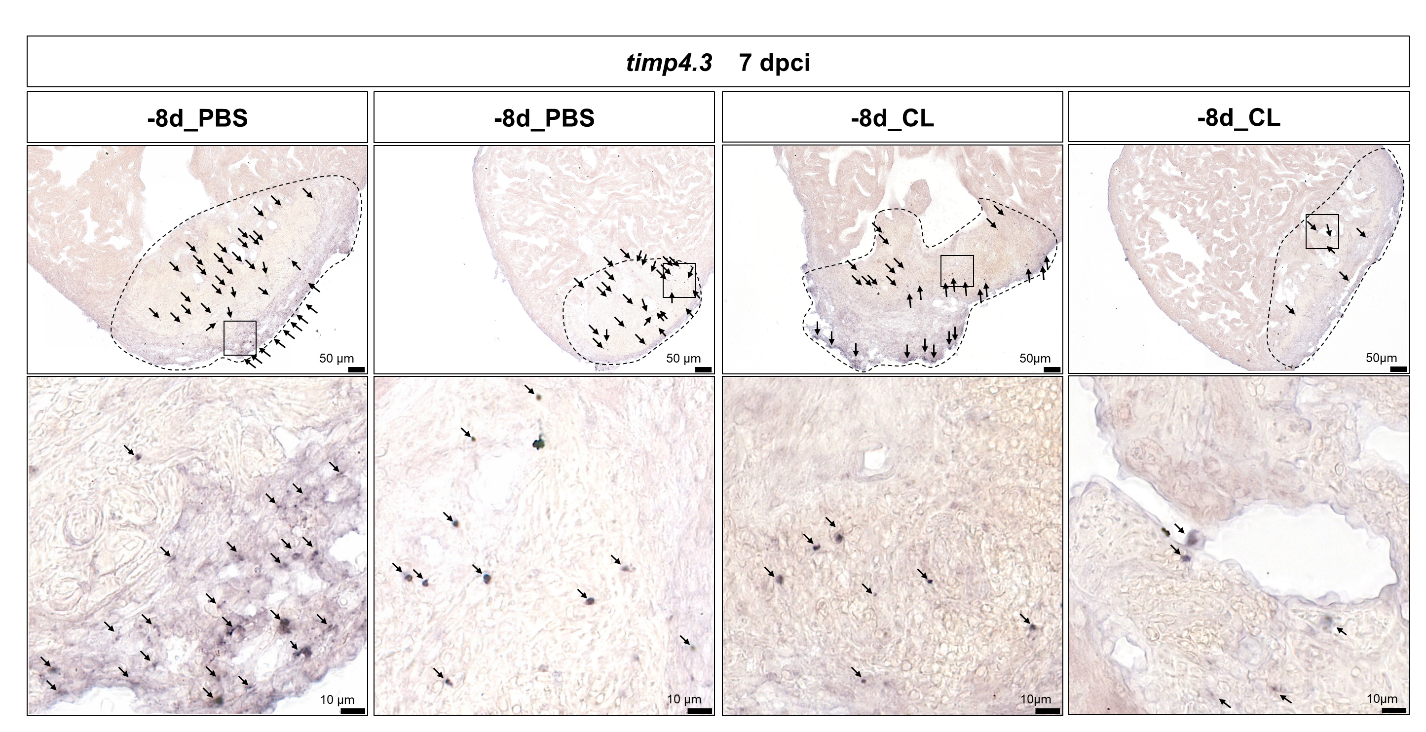 timp4.3 7 dpci
-8d_PBS
-8d_PBS
-8d_CL
-8d_CL
50 µm
50 µm
50µm
50µm
10 µm
10 µm
10µm
10µm